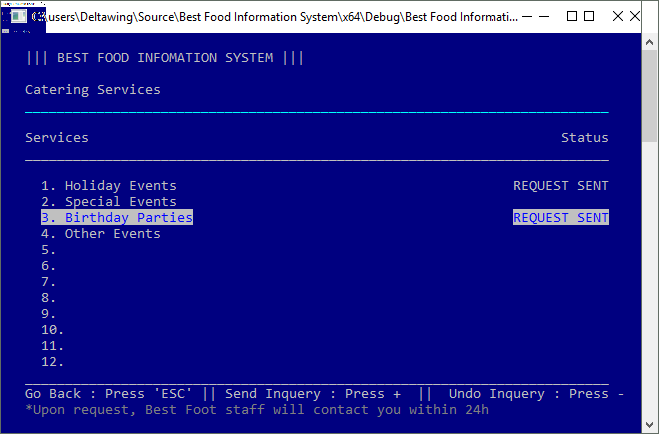 C:\users\Deltawing\Source\Best Food Information System\x64\Debug\Best Food Informati...
||| BEST FOOD INFOMATION SYSTEM |||
Catering Services
Services Status
1. Holiday Events REQUEST SENT
2. Special Events
3. Birthday Parties REQUEST SENT
4. Other Events
5.
6.
7.
8.
9.
10.
11.
12.
Go Back : Press 'ESC' || Send Inquery : Press + || Undo Inquery : Press -
*Upon request, Best Foot staff will contact you within 24h